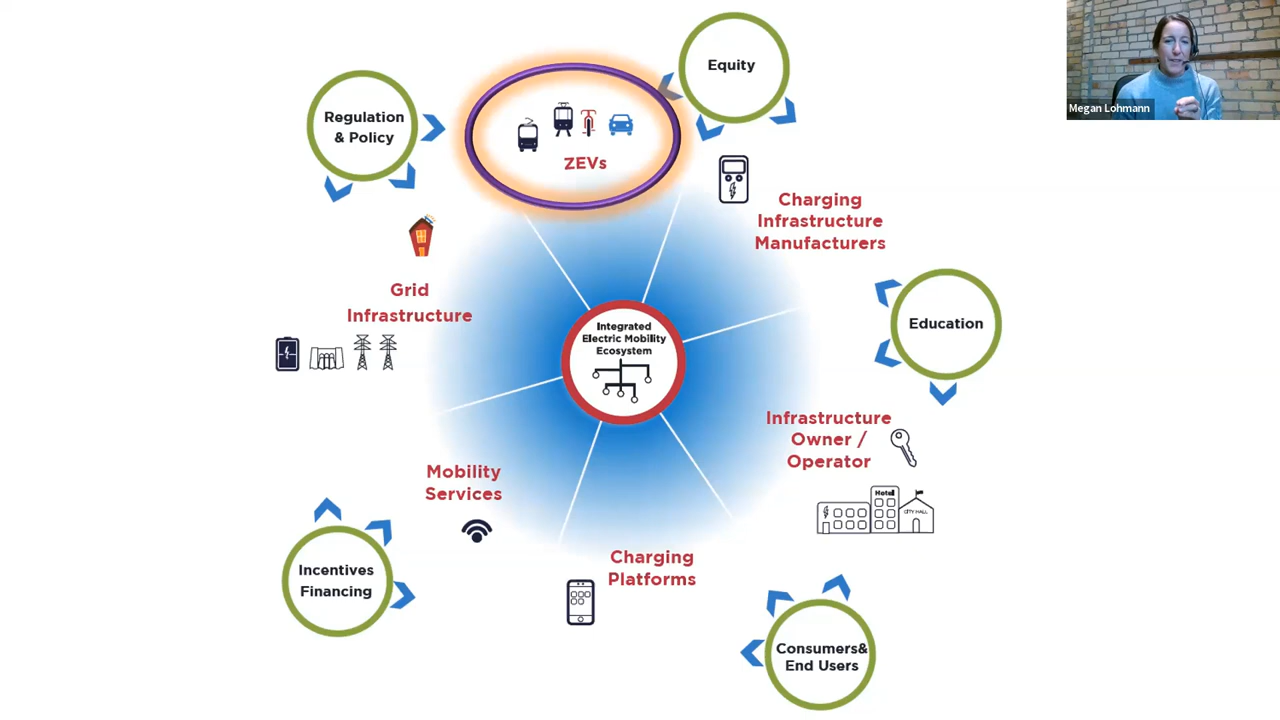 Equity
Megan Lohmann
Regulation
& Policy
ZEVs
Charging
Infrastructure
Manufacturers
Grid
Infrastructure
Integrated
Electric Mobility
Ecosystem
Education
Infrastructure
Owner /
Operator
Hotel
CITY HALL
Mobility
Services
Charging
Platforms
Incentives
Financing
Consumers&
End Users